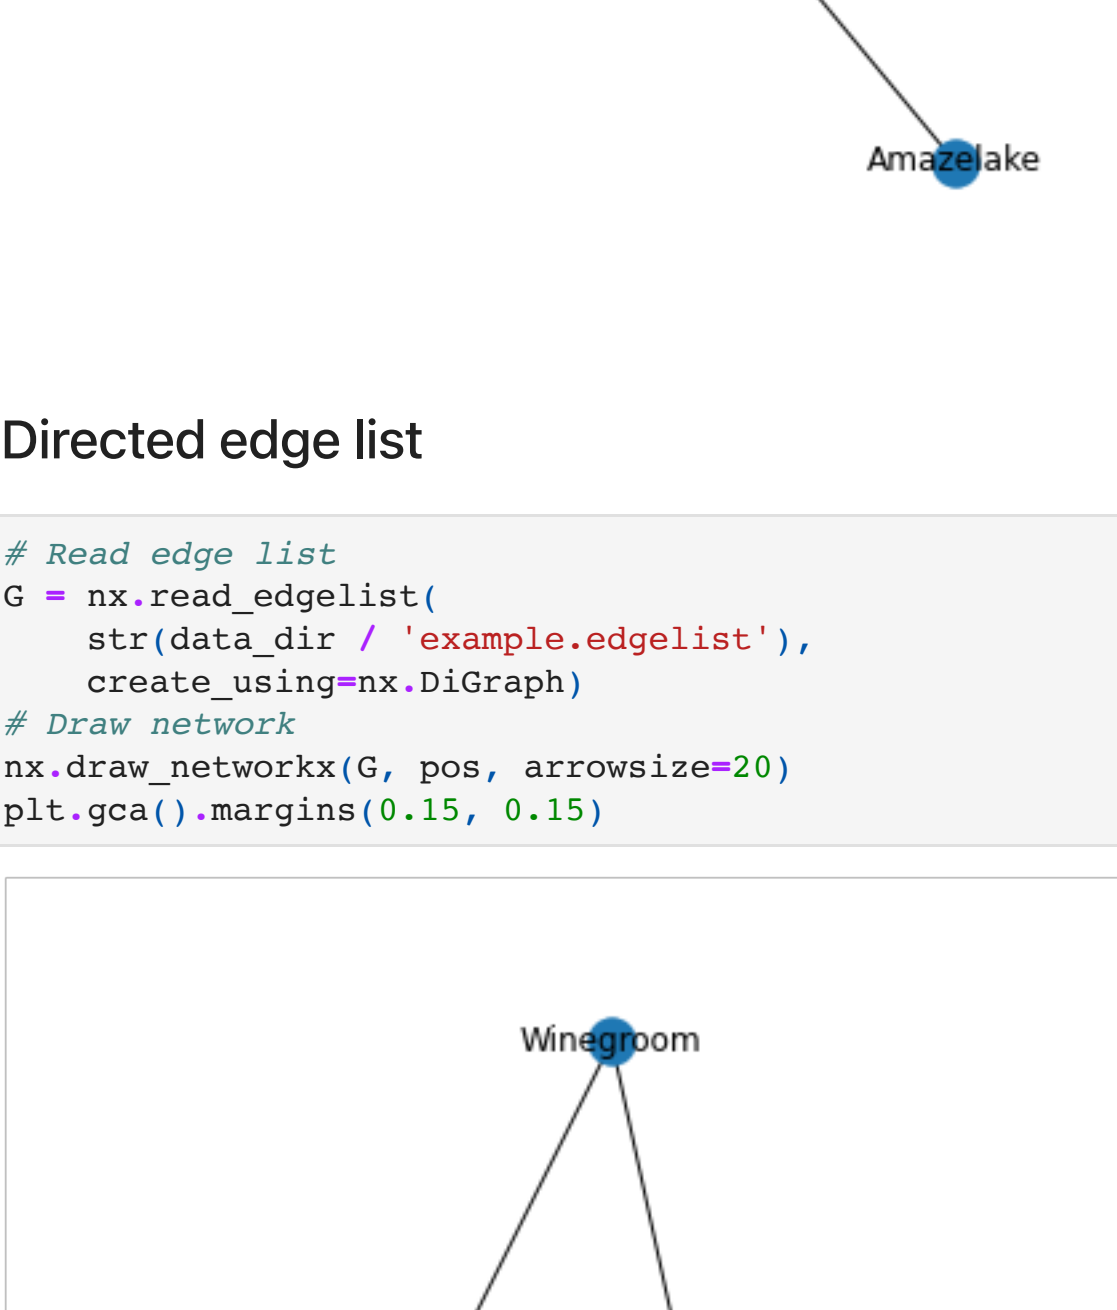 Amazelake
Directed edge list
# Read edge list
G = nx.read_edgelist(
    str(data_dir / 'example.edgelist'),
    create_using=nx.DiGraph)
# Draw network
nx.draw_networkx(G, pos, arrowsize=20)
plt.gca().margins(0.15, 0.15)
Winegroom